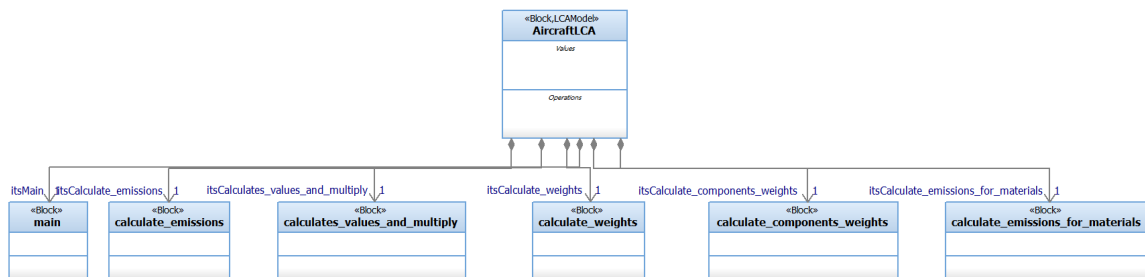 «Block,LCAModel»
AircraftLCA
Values
Operations
itsMain 1 itsCalculate_emissions 1 itsCalculates_values_and_multiply 1 itsCalculate_weights 1 itsCalculate_components_weights 1 itsCalculate_emissions_for_materials 1
«Block» «Block» «Block» «Block» «Block» «Block»
main calculate_emissions calculates_values_and_multiply calculate_weights calculate_components_weights calculate_emissions_for_materials